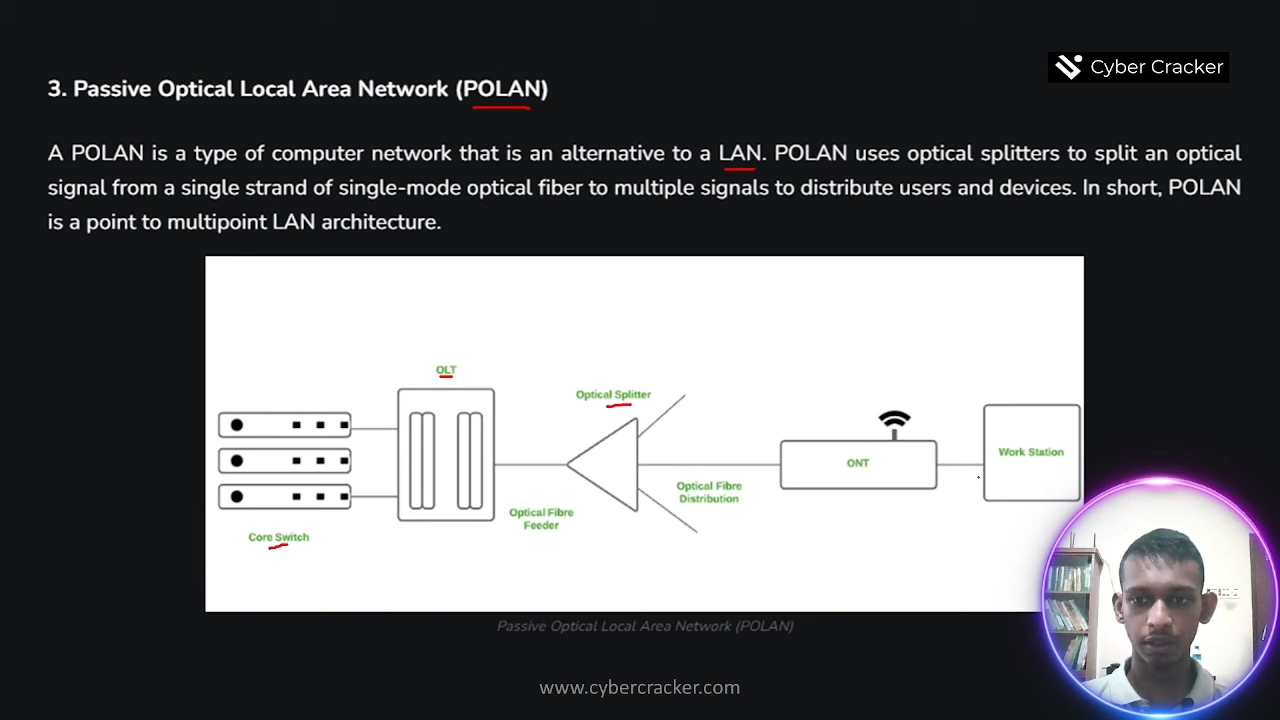 Cyber Cracker
3. Passive Optical Local Area Network (POLAN)
A POLAN is a type of computer network that is an alternative to a LAN. POLAN uses optical splitters to split an optical
signal from a single strand of single-mode optical fiber to multiple signals to distribute users and devices. In short, POLAN
is a point to multipoint LAN architecture.
OLT
Optical Splitter
ONT
Work Station
Optical Fibre
Distribution
Optical Fibre
Feeder
Core Switch
Passive Optical Local Area Network (POLAN)
www.cybercracker.com